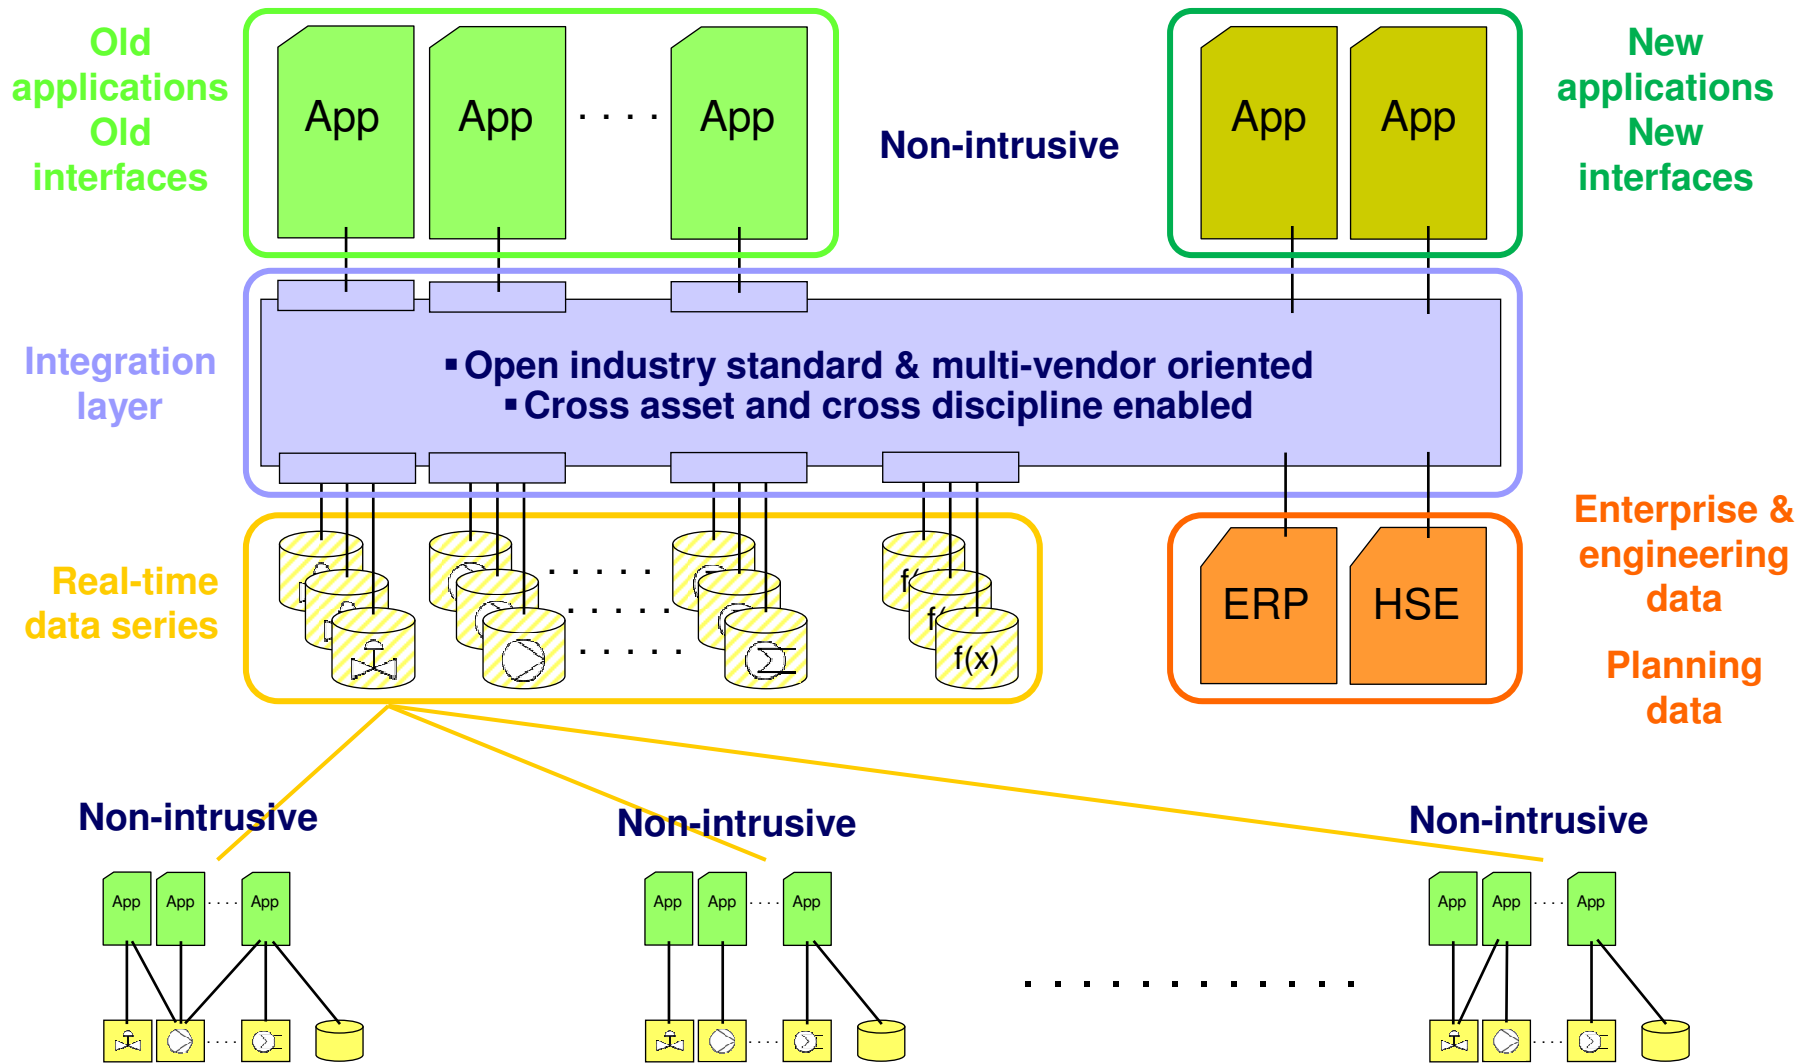 Old
applications
Old
interfaces
App
App
. . . .
App
Non-intrusive
App
App
New
applications
New
interfaces
Integration
layer
▪Open industry standard & multi-vendor oriented
▪Cross asset and cross discipline enabled
Real-time
data series
. . . . .
. . . . .
. . . . .
f(x)
ERP
HSE
Enterprise &
engineering
data
Planning
data
Non-intrusive
Non-intrusive
Non-intrusive
App
App
. . . .
App
App
App
. . . .
App
. . . . . . . . . . . .
App
App
. . . .
App